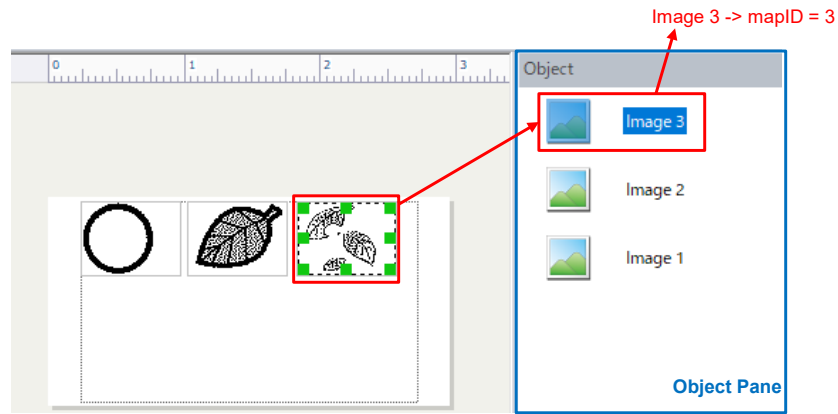 Image 3 -> mapID = 3
0 1 2 3
Object
Image 3
Image 2
Image 1
Object Pane